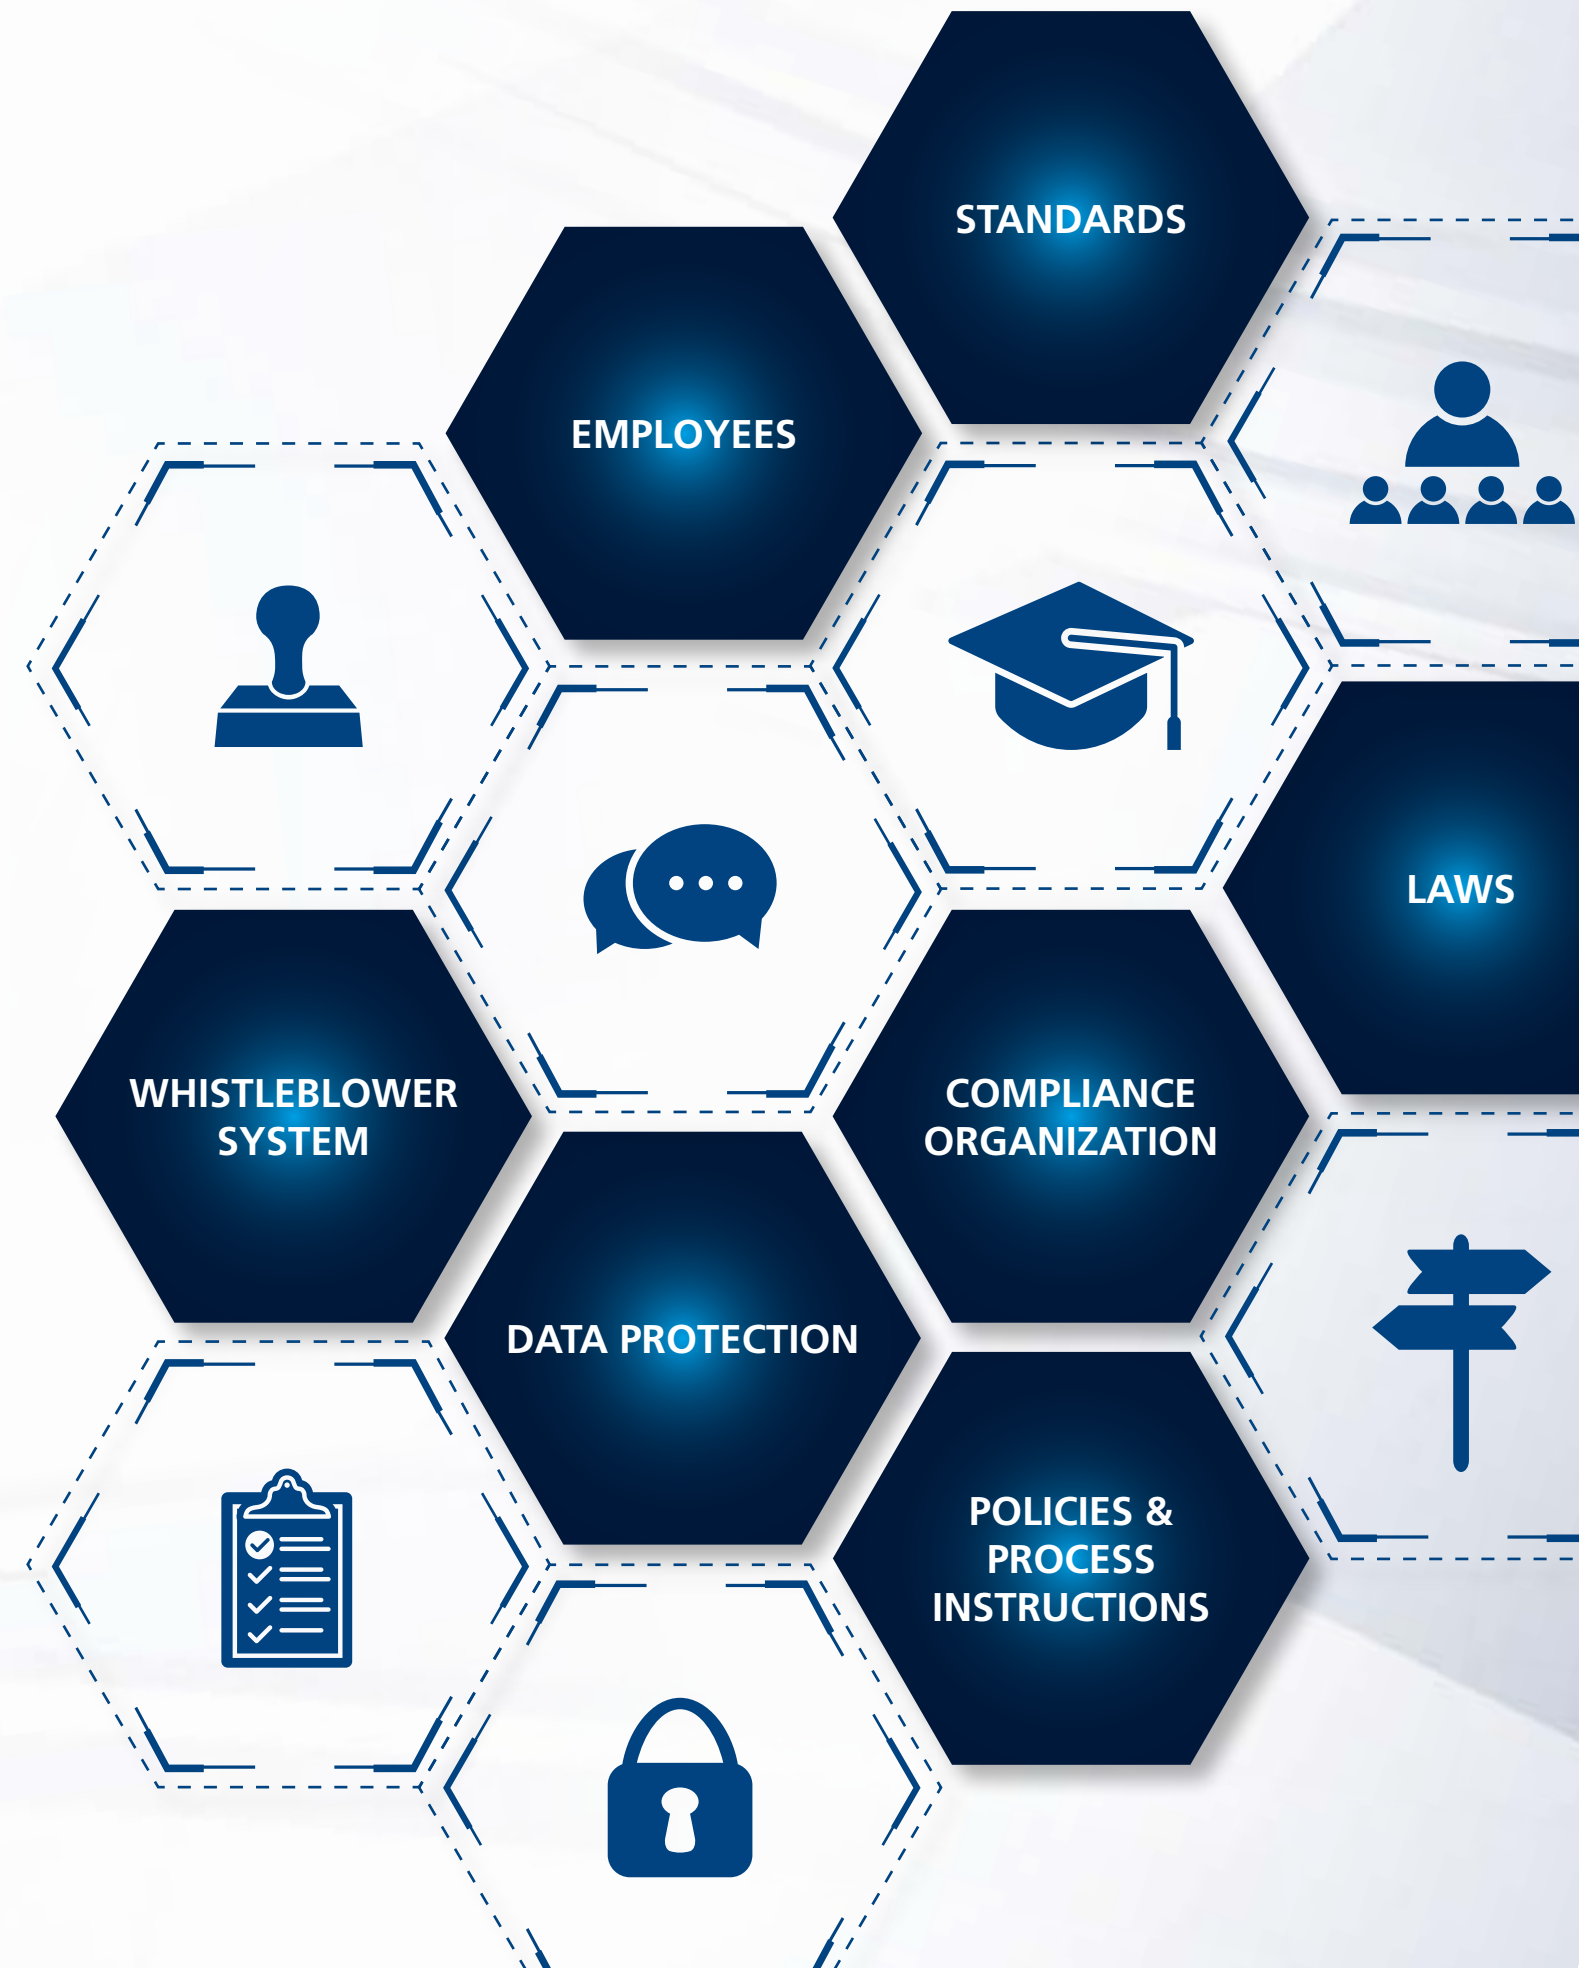 STANDARDS
EMPLOYEES
LAWS
WHISTLEBLOWER
SYSTEM
COMPLIANCE
ORGANIZATION
DATA PROTECTION
POLICIES &
PROCESS
INSTRUCTIONS